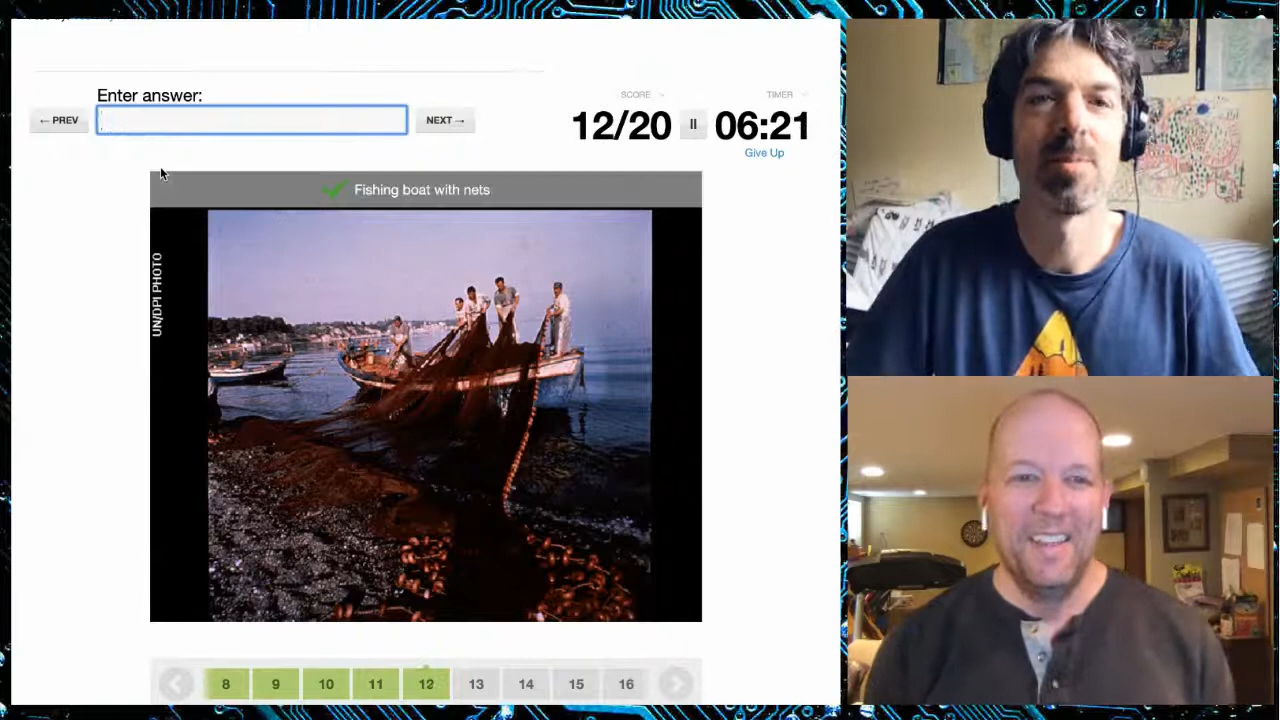 Enter answer:
← PREV
NEXT →
SCORE
12/20
TIMER
06:21
Give Up
Fishing boat with nets
UN/DPI PHOTO
8 9 10 11 12 13 14 15 16